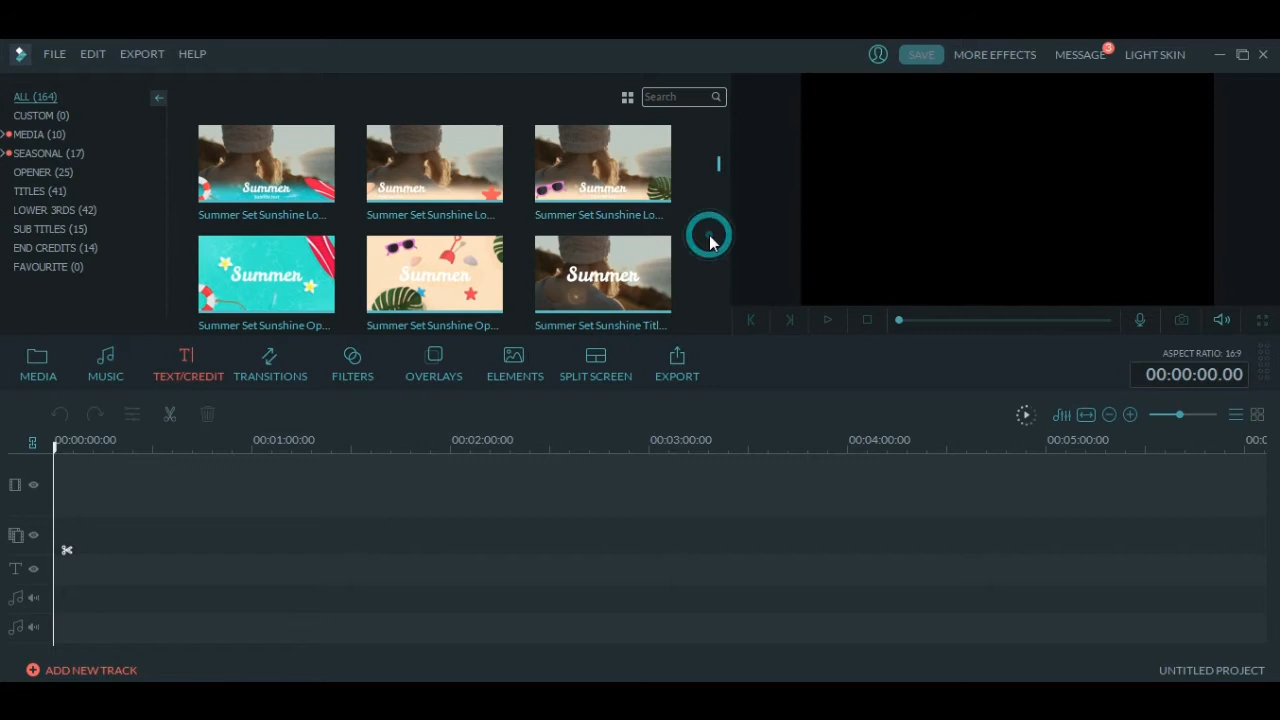 FILE EDIT EXPORT HELP SAVE MORE EFFECTS MESSAGE 3 LIGHT SKIN
ALL (164)
CUSTOM (0)
MEDIA (10)
SEASONAL (17)
OPENER (25)
TITLES (41)
LOWER 3RDS (42)
SUB TITLES (15)
END CREDITS (14)
FAVOURITE (0)
Search
Summer Summer Summer
Summer Set Sunshine Lo... Summer Set Sunshine Lo... Summer Set Sunshine Lo...
Summer Summer Summer
Summer Set Sunshine Op... Summer Set Sunshine Op... Summer Set Sunshine Titl...
MEDIA MUSIC TEXT/CREDIT TRANSITIONS FILTERS OVERLAYS ELEMENTS SPLIT SCREEN EXPORT
ASPECT RATIO: 16:9
00:00:00.00
00:00:00:00 00:01:00:00 00:02:00:00 00:03:00:00 00:04:00:00 00:05:00:00 00:0
ADD NEW TRACK
UNTITLED PROJECT